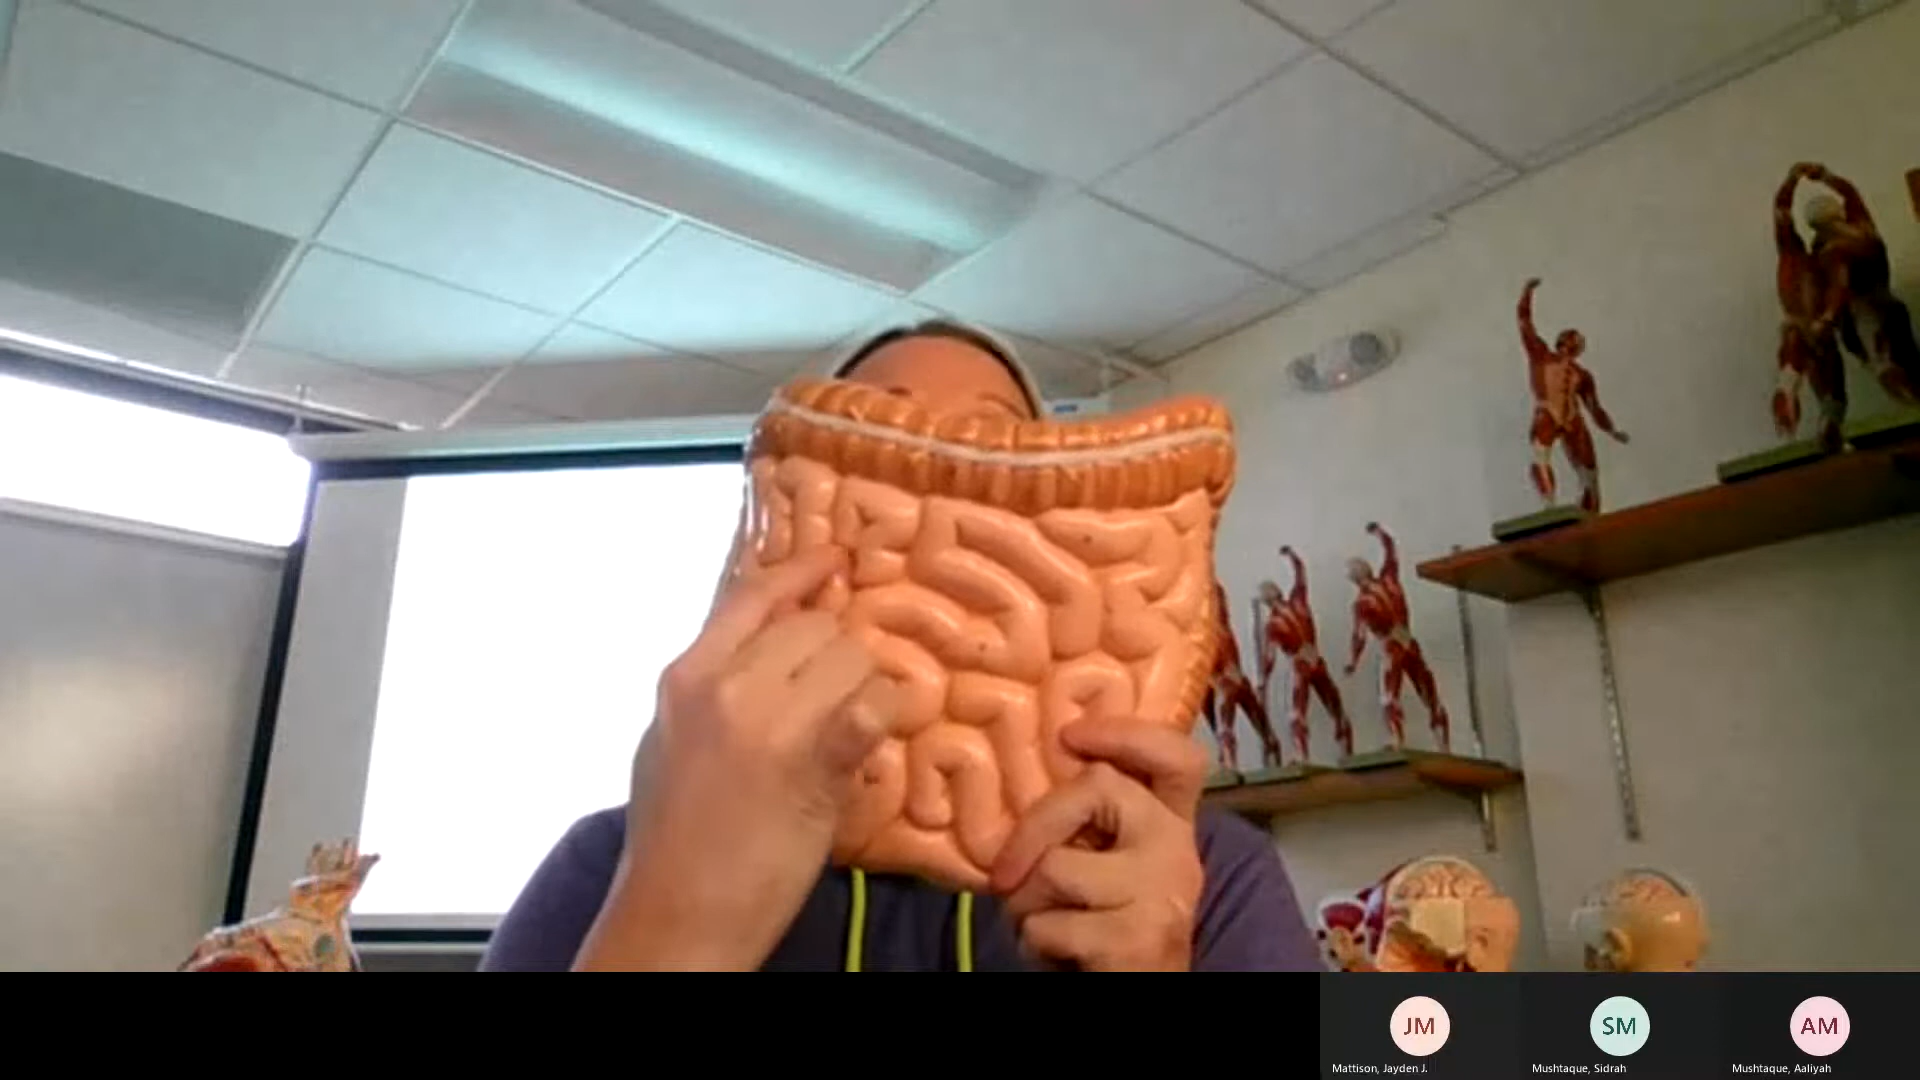 JM
SM
AM
Mattison, Jayden J.
Mushtaque, Sidrah
Mushtaque, Aaliyah